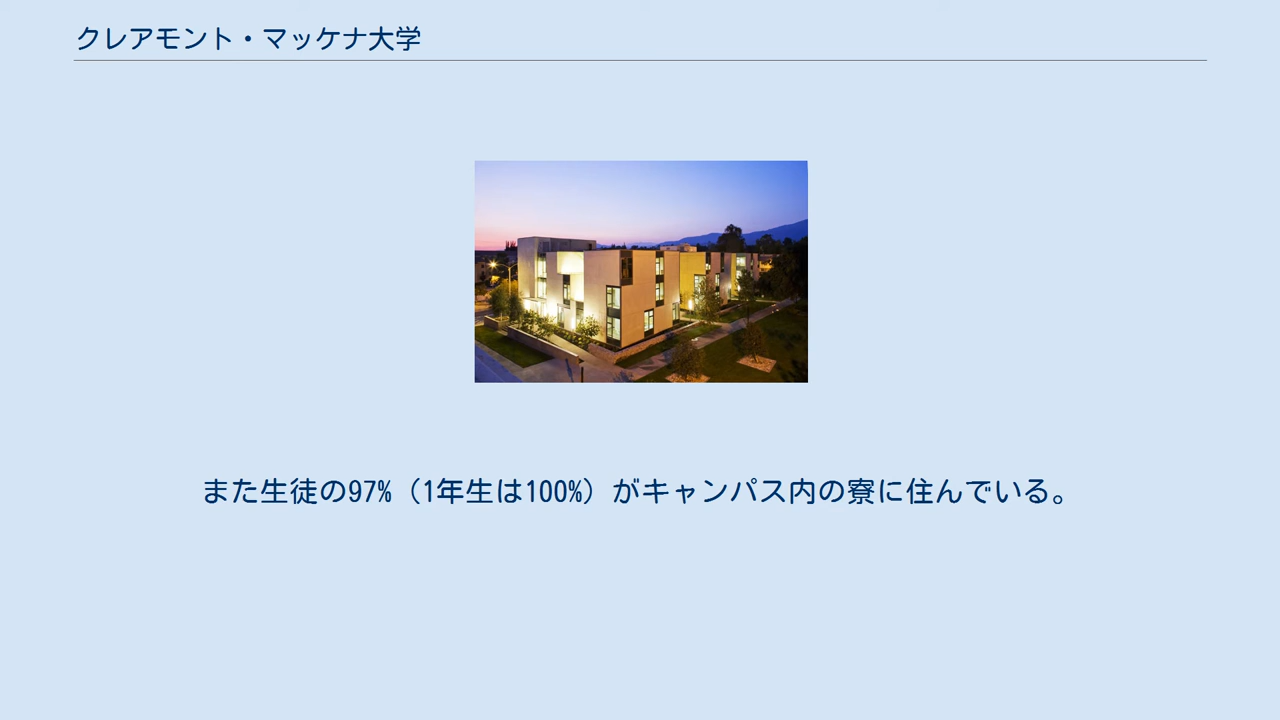 クレアモント・マッケナ大学
また生徒の97%（1年生は100%）がキャンパス内の寮に住んでいる。